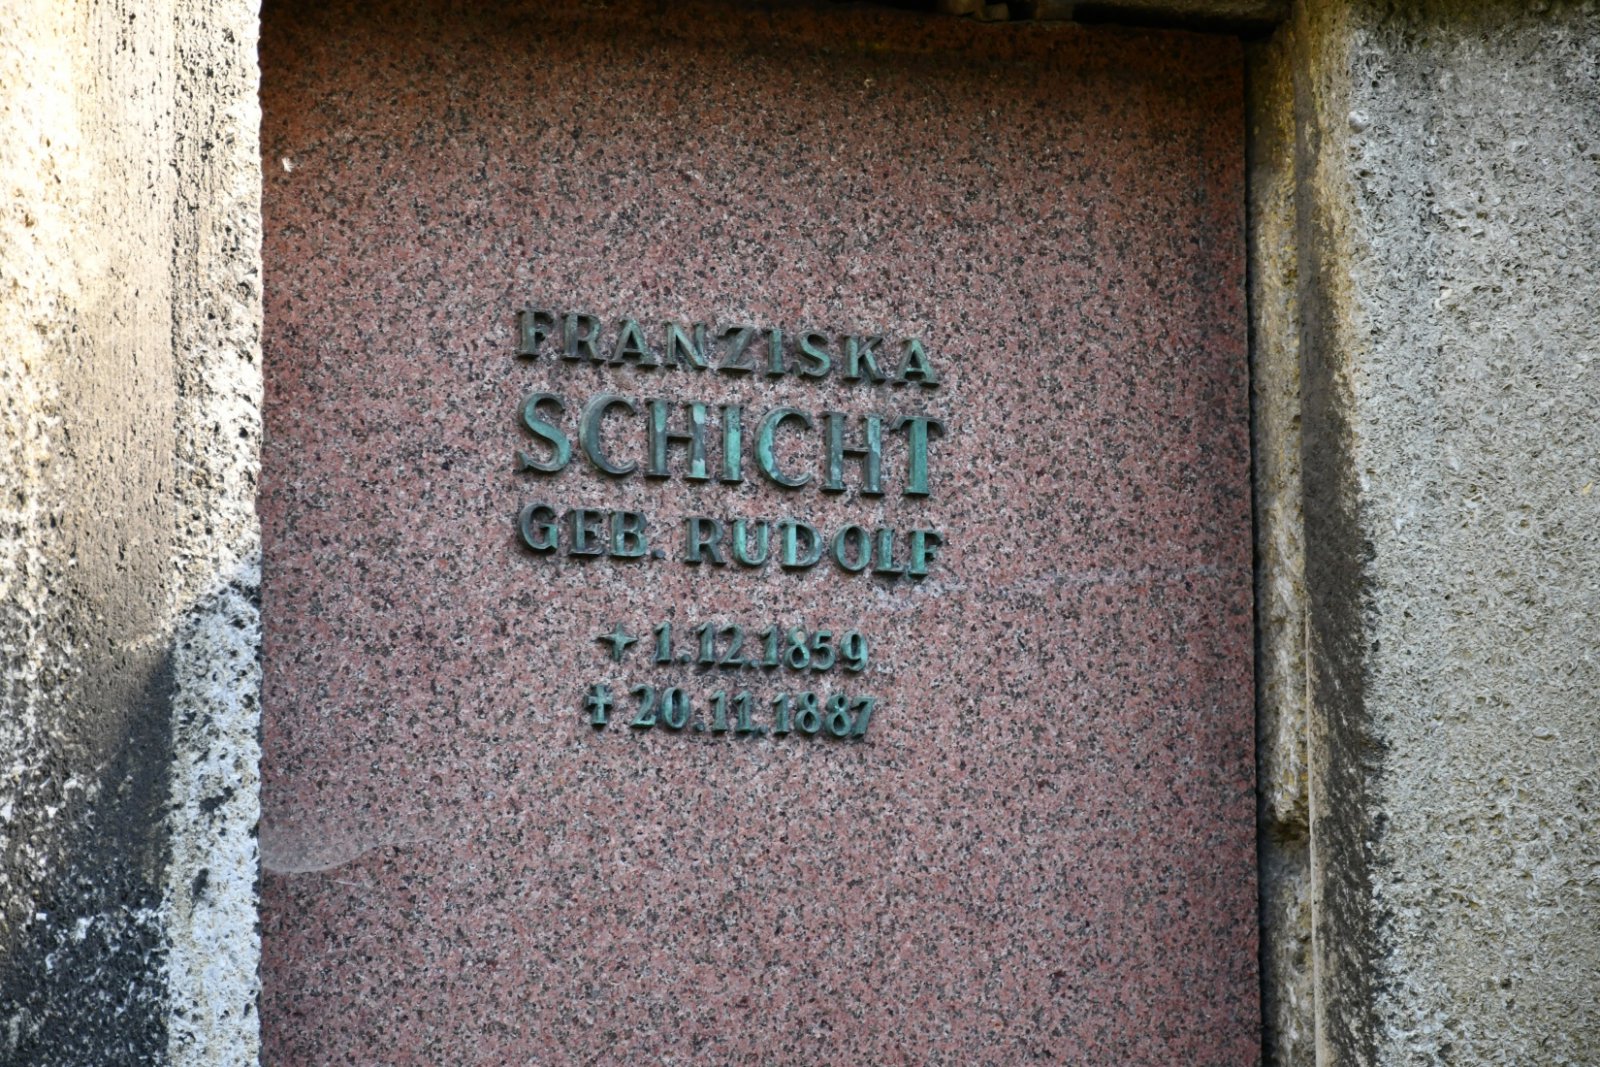 FRANZISKA
SCHICHT
GEB. RUDOLF
✦ 1.12.1859
✝ 20.11.1887